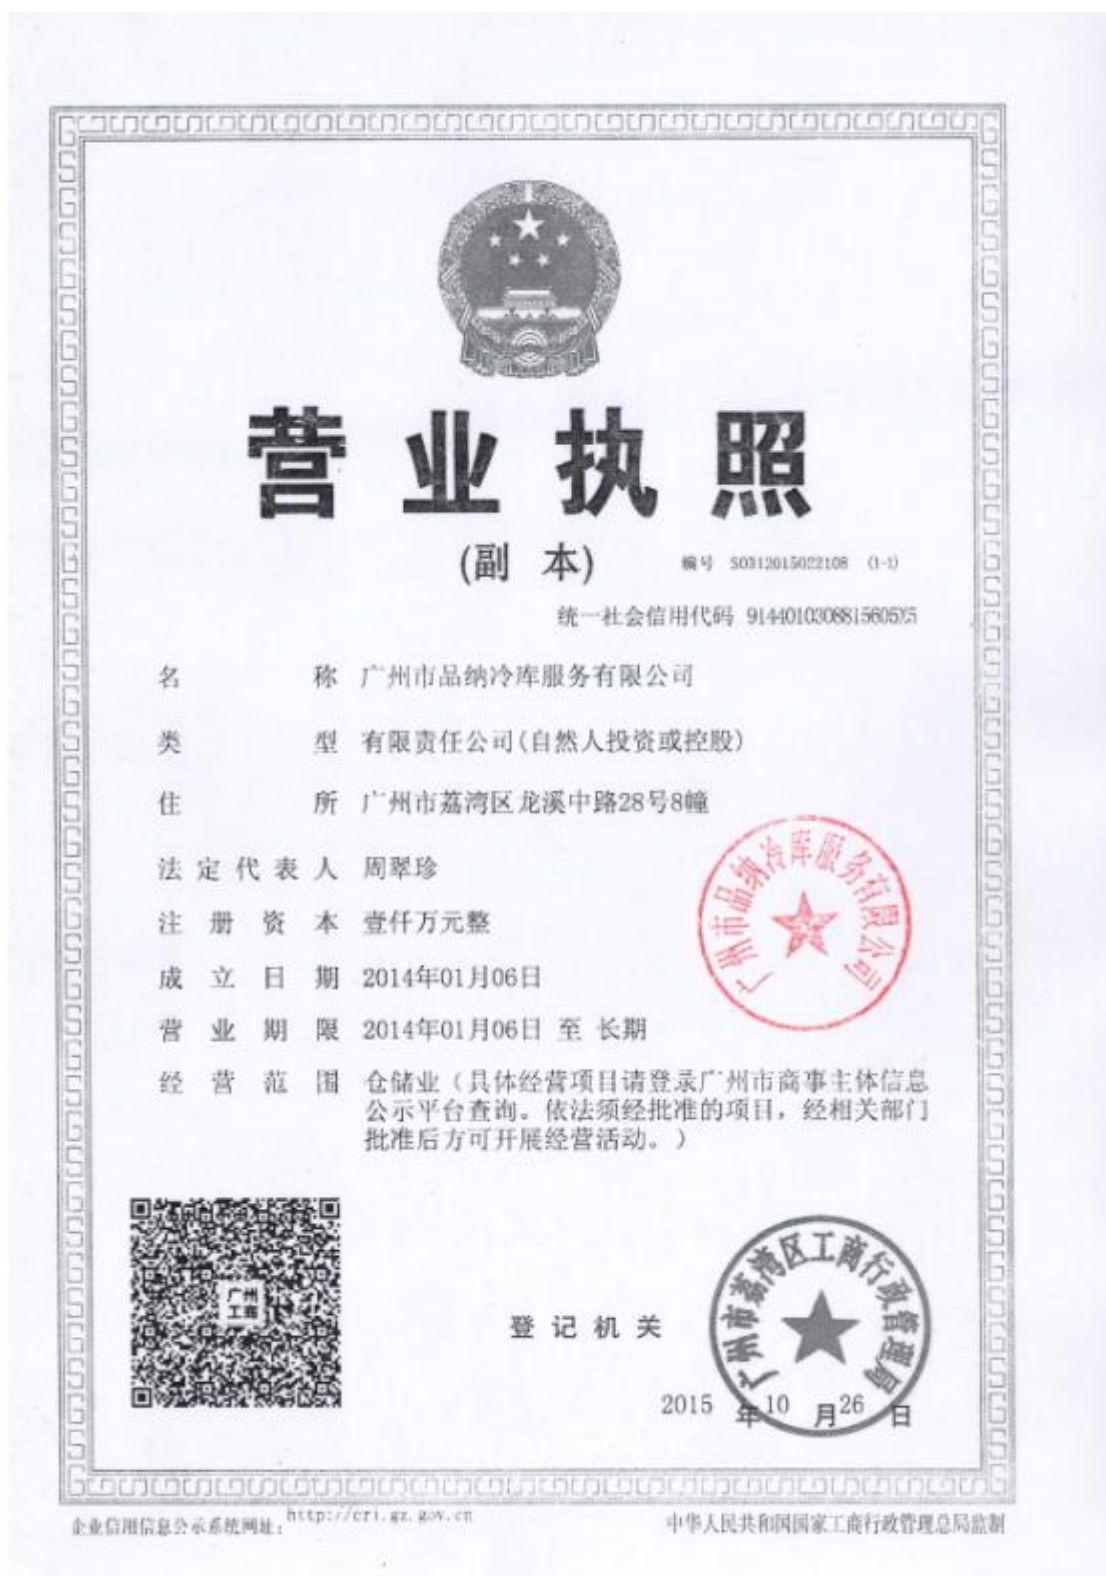 营业执照
(副 本)
编号 S0312015022108 (1-1)
统一社会信用代码 91440103088156052X5
名 称 广州市品纳冷库服务有限公司
类 型 有限责任公司(自然人投资或控股)
住 所 广州市荔湾区龙溪中路28号8幢
法定代表人 周翠珍
注册资本 壹仟万元整
成立日期 2014年01月06日
营业期限 2014年01月06日 至 长期
经营范围 仓储业（具体经营项目请登录广州市商事主体信息
公示平台查询。依法须经批准的项目，经相关部门
批准后方可开展经营活动。）
广州市品纳冷库服务有限公司
广州
工商
登记机关
广州市荔湾区工商行政管理局
2015 年 10 月 26 日
企业信用信息公示系统网址： http://cri.gz.gov.cn
中华人民共和国国家工商行政管理总局监制